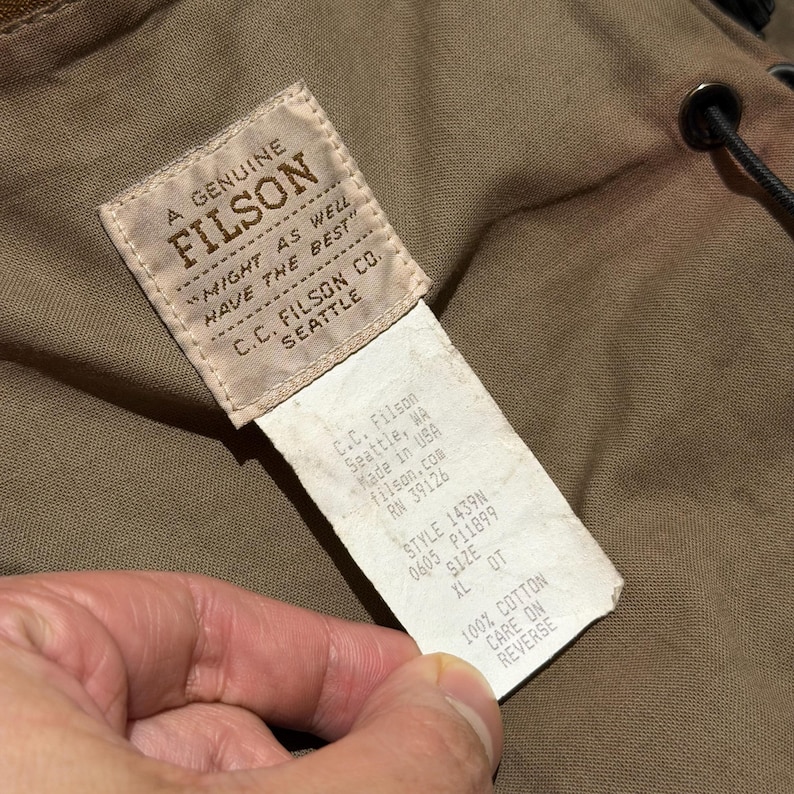 A GENUINE
FILSON
"MIGHT AS WELL
HAVE THE BEST"
C.C. FILSON CO.
SEATTLE
C.C. Filson
Seattle, WA
Made in USA
filson.com
RN 39126
STYLE 1439N
0605 P11899
SIZE
XL OT
100% COTTON
CARE ON
REVERSE